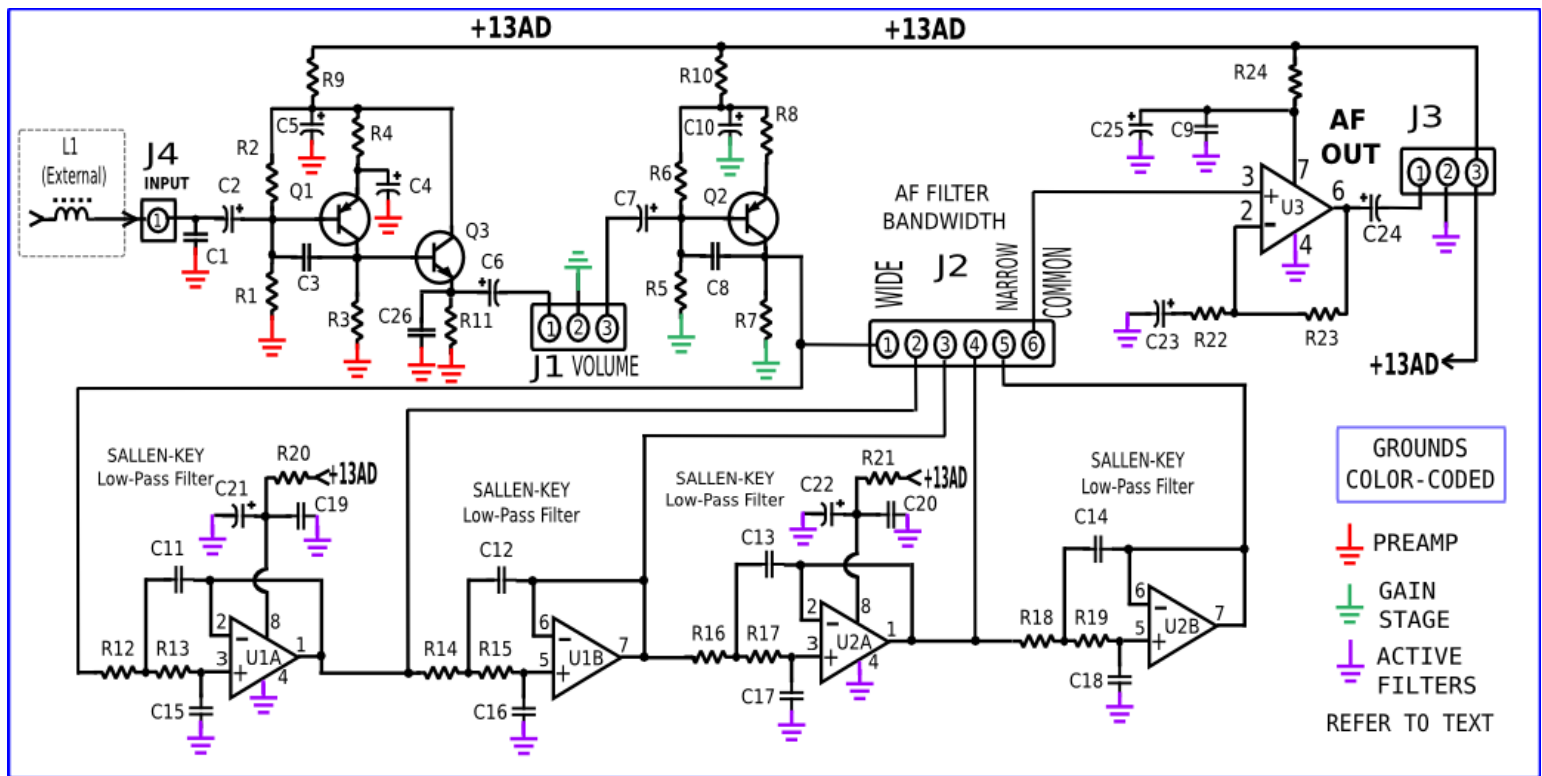 +13AD
+13AD
R9
R10
R24
L1
(External)
J4
INPUT
1
C1
C2
R2
C5
R4
Q1
C4
C3
R1
R3
Q3
C6
C26
R11
1 2 3
J1 VOLUME
C7
R6
C10
R8
Q2
R5
C8
R7
AF FILTER
BANDWIDTH
J2
WIDE
NARROW
COMMON
1 2 3 4 5 6
C25
C9
AF
OUT
J3
1 2 3
3
+
2
-
7
6
U3
4
C24
C23
R22
R23
+13AD
SALLEN-KEY
Low-Pass Filter
R20
+13AD
C21
C19
C11
R12
R13
2
-
8
1
3
+
U1A
4
C15
SALLEN-KEY
Low-Pass Filter
C12
R14
R15
6
-
7
5
+
U1B
C16
SALLEN-KEY
Low-Pass Filter
R21
+13AD
C22
C20
C13
R16
R17
2
-
8
1
3
+
U2A
4
C17
SALLEN-KEY
Low-Pass Filter
C14
R18
R19
6
-
7
5
+
U2B
C18
GROUNDS
COLOR-CODED
PREAMP
GAIN
STAGE
ACTIVE
FILTERS
REFER TO TEXT